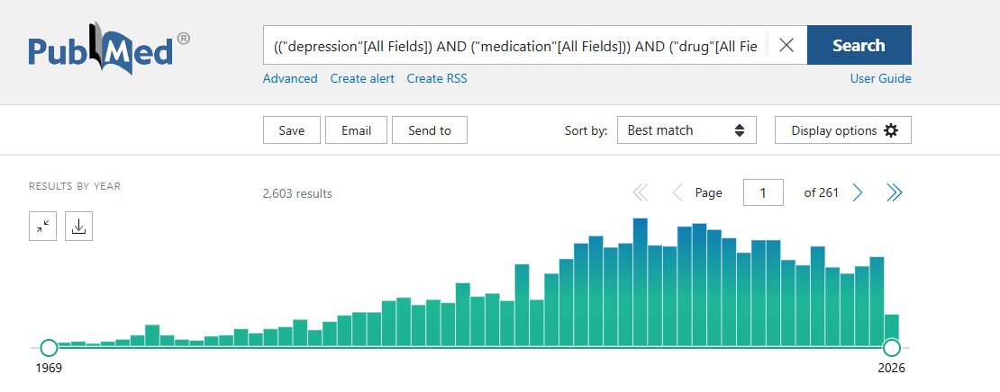 PubMed®
(("depression"[All Fields]) AND ("medication"[All Fields])) AND ("drug"[All Fie
Search
Advanced Create alert Create RSS User Guide
Save Email Send to Sort by: Best match Display options
RESULTS BY YEAR
2,603 results Page 1 of 261
1969 2026